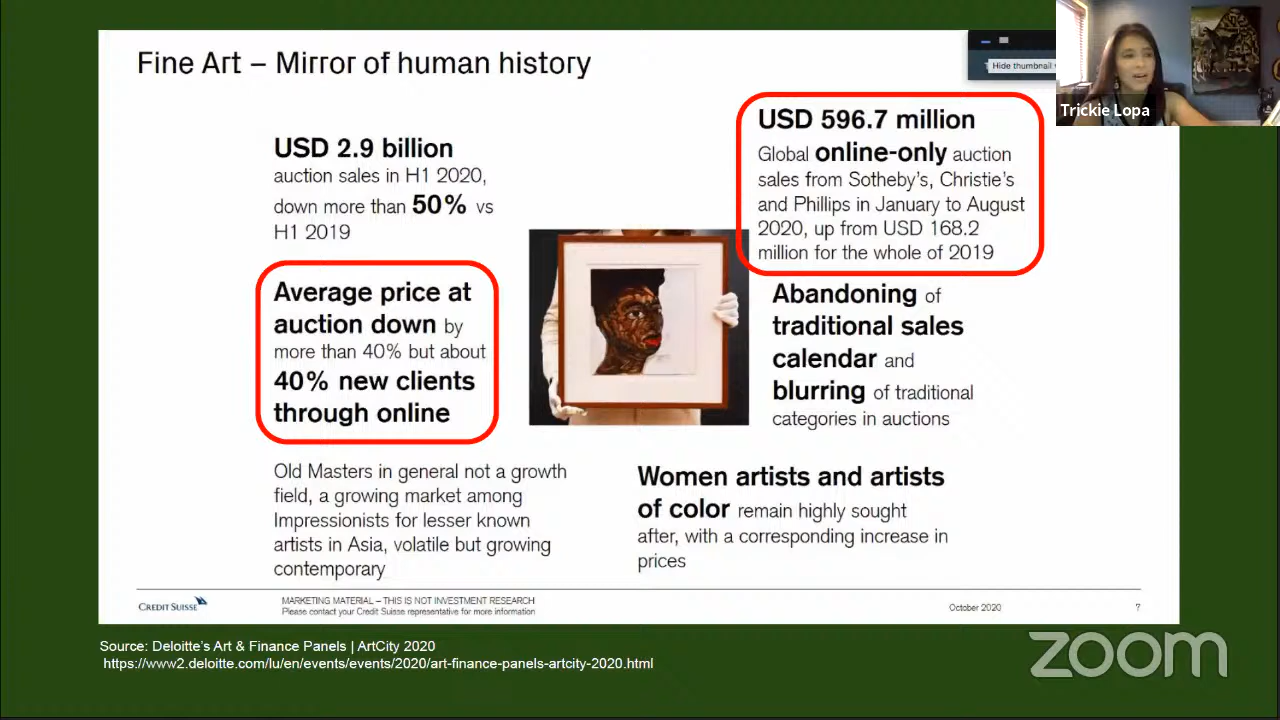 Fine Art – Mirror of human history
Hide thumbnail
Trickie Lopa
USD 2.9 billion
auction sales in H1 2020,
down more than 50% vs
H1 2019
Average price at
auction down by
more than 40% but about
40% new clients
through online
Old Masters in general not a growth
field, a growing market among
Impressionists for lesser known
artists in Asia, volatile but growing
contemporary
USD 596.7 million
Global online-only auction
sales from Sotheby's, Christie's
and Phillips in January to August
2020, up from USD 168.2
million for the whole of 2019
Abandoning of
traditional sales
calendar and
blurring of traditional
categories in auctions
Women artists and artists
of color remain highly sought
after, with a corresponding increase in
prices
CREDIT SUISSE
MARKETING MATERIAL – THIS IS NOT INVESTMENT RESEARCH
Please contact your Credit Suisse representative for more information
October 2020
7
Source: Deloitte's Art & Finance Panels | ArtCity 2020
https://www2.deloitte.com/lu/en/events/events/2020/art-finance-panels-artcity-2020.html
zoom